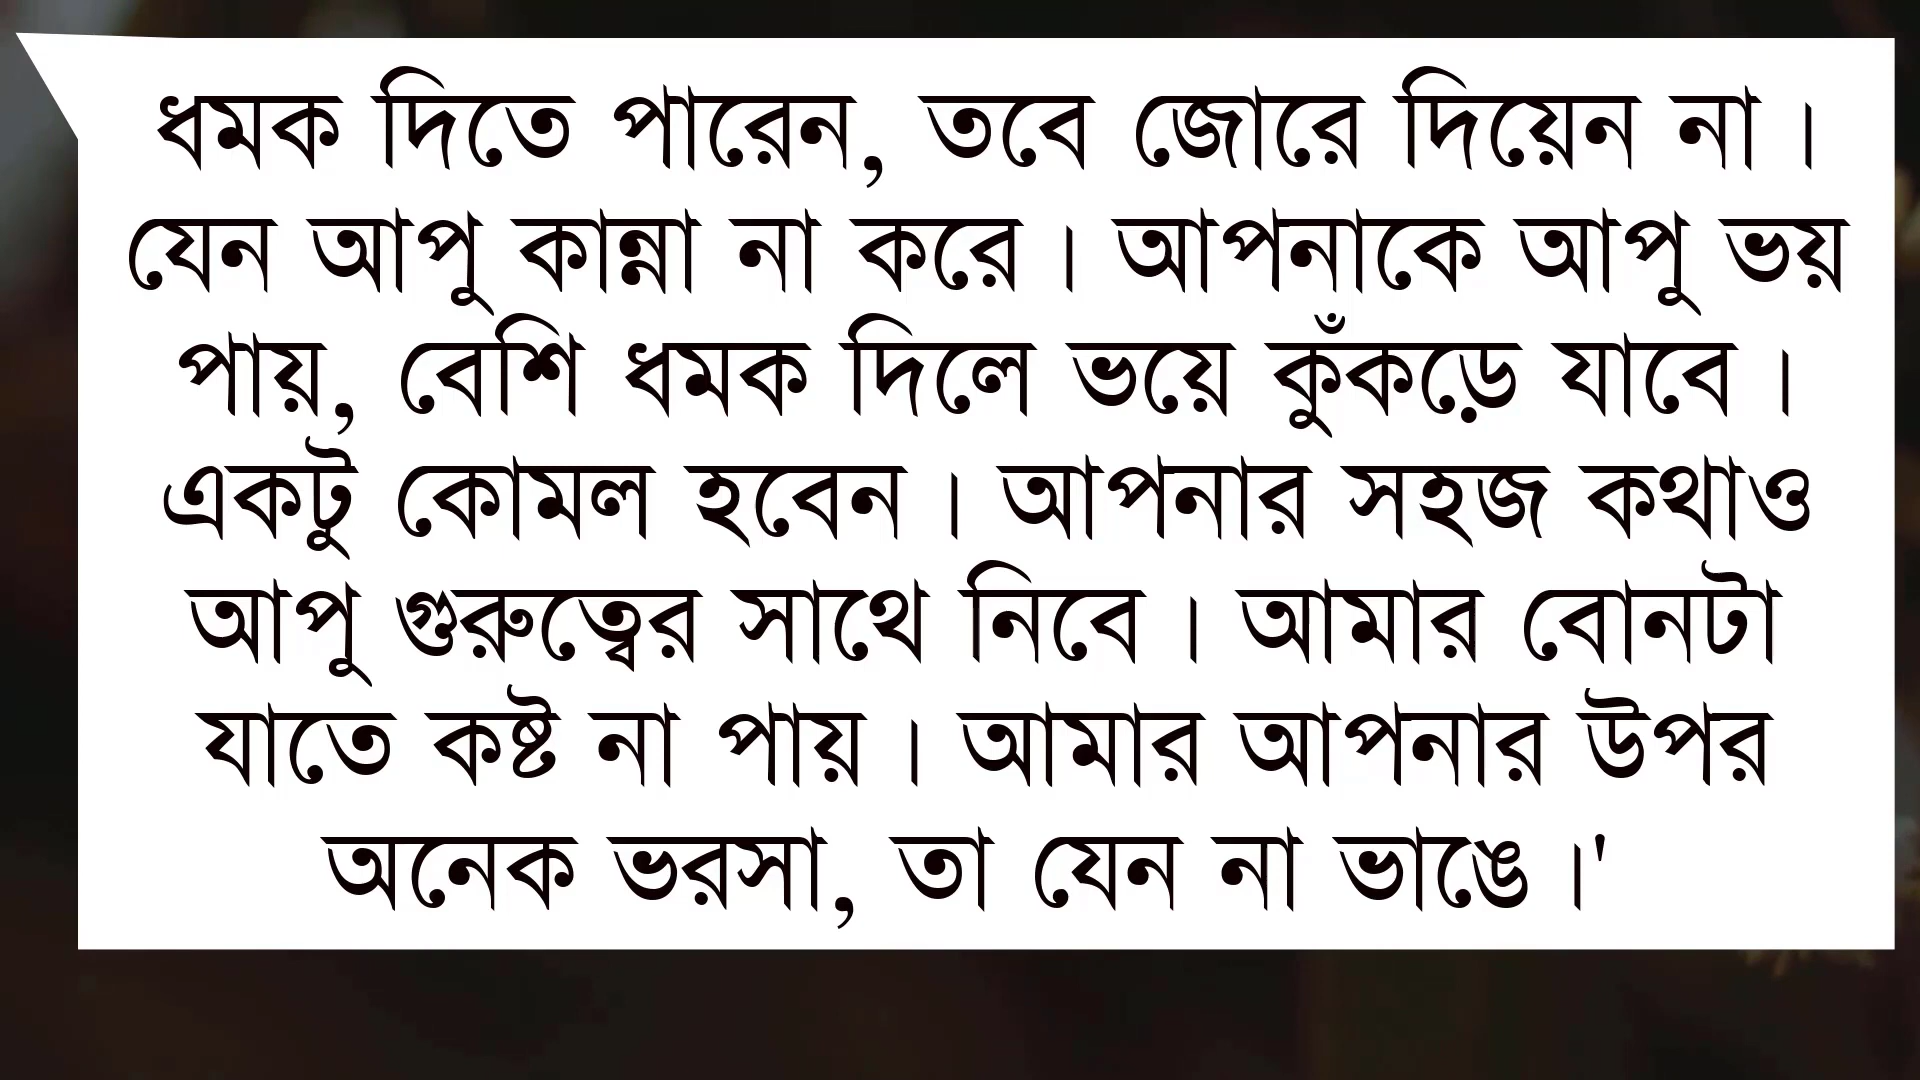 ধমক দিতে পারেন, তবে জোরে দিয়েন না।
যেন আপু কান্না না করে। আপনাকে আপু ভয়
পায়, বেশি ধমক দিলে ভয়ে কুঁকড়ে যাবে।
একটু কোমল হবেন। আপনার সহজ কথাও
আপু গুরুত্বের সাথে নিবে। আমার বোনটা
যাতে কষ্ট না পায়। আমার আপনার উপর
অনেক ভরসা, তা যেন না ভাঙে।'